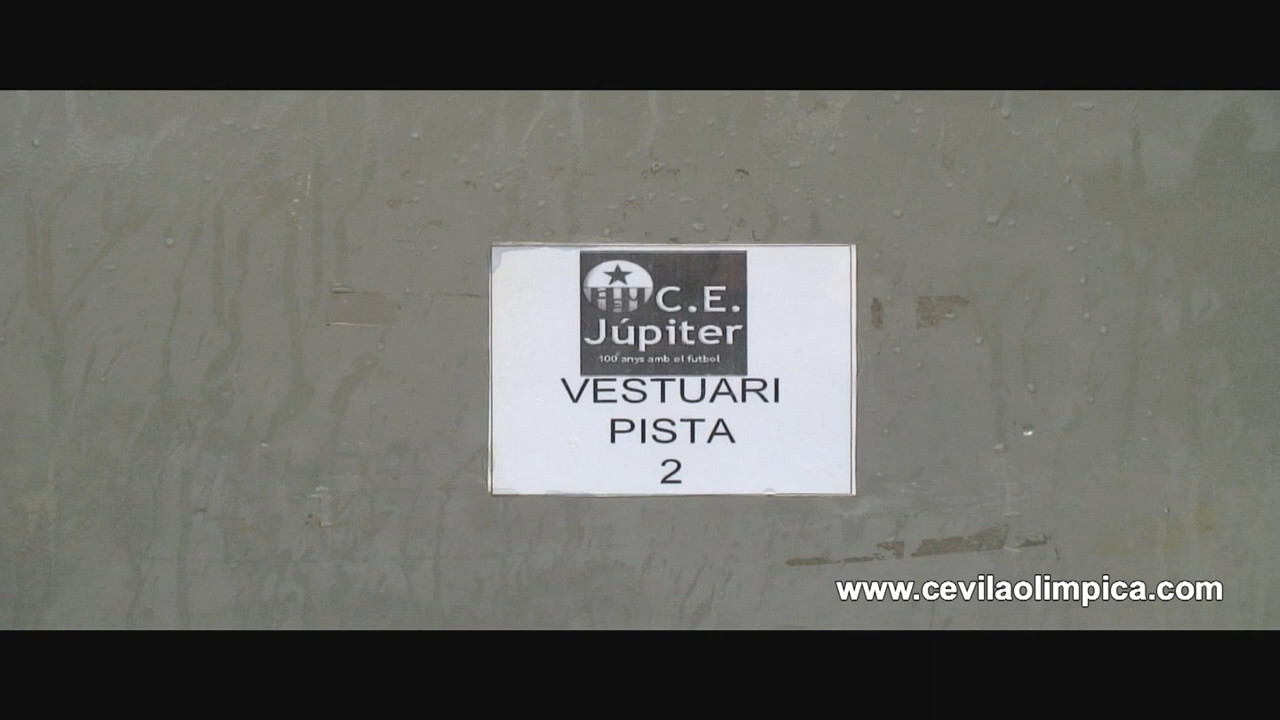 C.E.
Júpiter
100 anys amb el futbol
VESTUARI
PISTA
2
www.cevilaolimpica.com